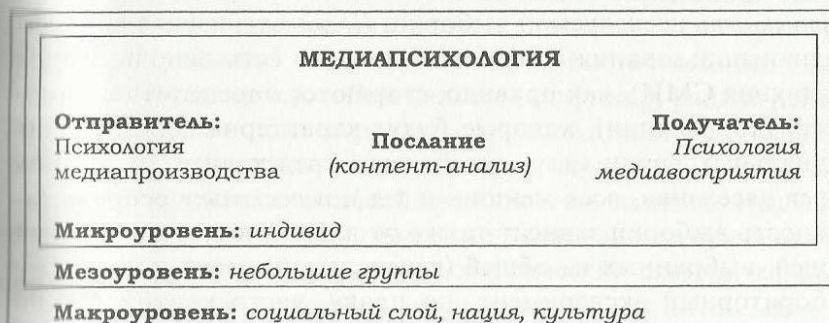 МЕДИАПСИХОЛОГИЯ
Отправитель:
Психология
медиапроизводства
Послание
(контент-анализ)
Получатель:
Психология
медиавосприятия
Микроуровень: индивид
Мезоуровень: небольшие группы
Макроуровень: социальный слой, нация, культура